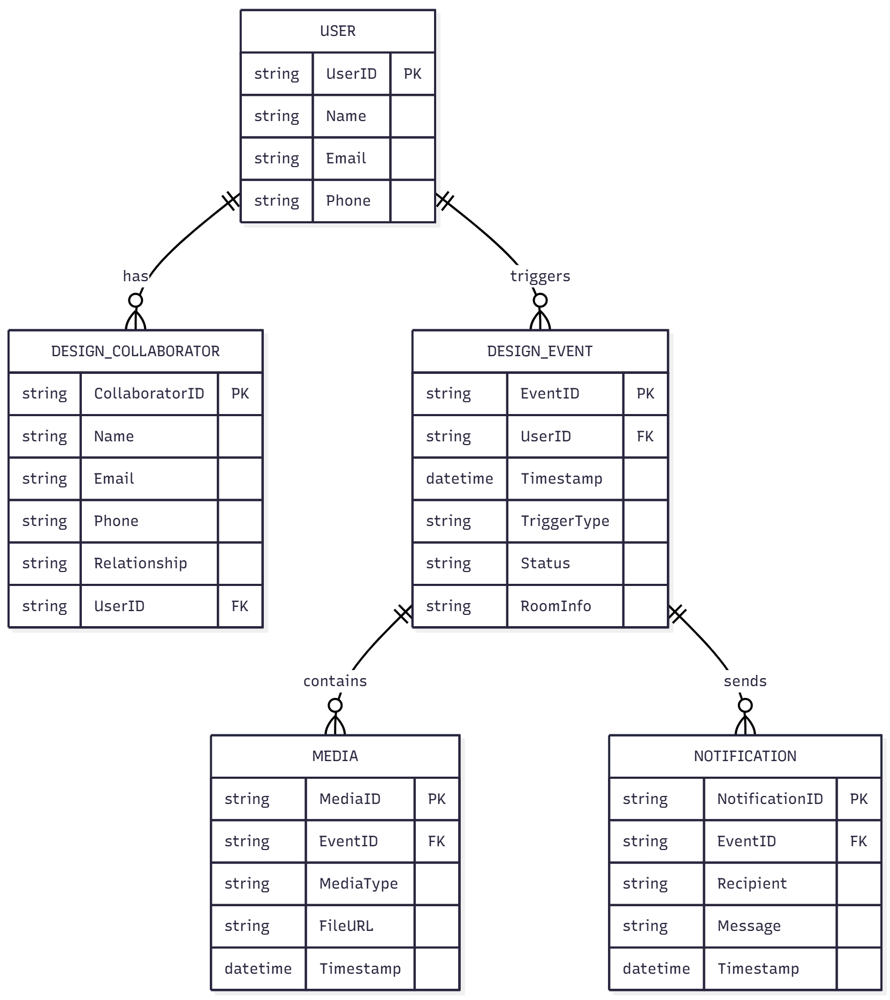 USER
string UserID PK
string Name
string Email
string Phone
has
triggers
DESIGN_COLLABORATOR
string CollaboratorID PK
string Name
string Email
string Phone
string Relationship
string UserID FK
DESIGN_EVENT
string EventID PK
string UserID FK
datetime Timestamp
string TriggerType
string Status
string RoomInfo
contains
sends
MEDIA
string MediaID PK
string EventID FK
string MediaType
string FileURL
datetime Timestamp
NOTIFICATION
string NotificationID PK
string EventID FK
string Recipient
string Message
datetime Timestamp